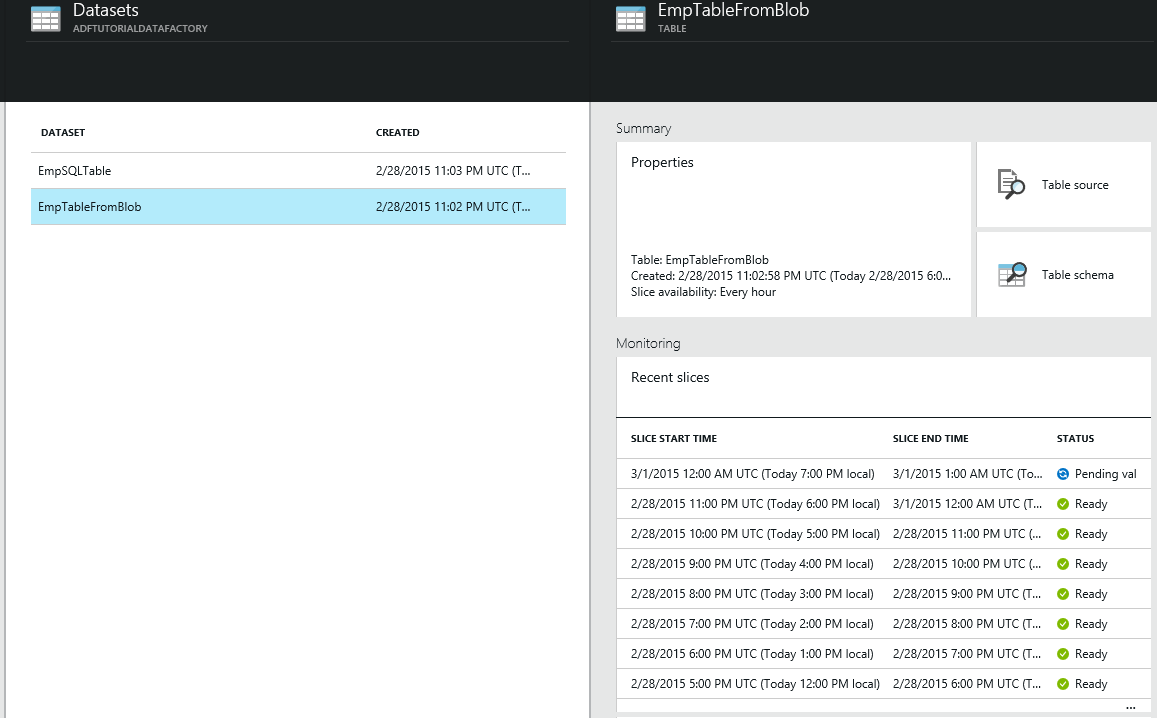 Datasets
ADFTUTORIALDATAFACTORY
DATASET CREATED
EmpSQLTable 2/28/2015 11:03 PM UTC (T...
EmpTableFromBlob 2/28/2015 11:02 PM UTC (T...
EmpTableFromBlob
TABLE
Summary
Properties
Table: EmpTableFromBlob
Created: 2/28/2015 11:02:58 PM UTC (Today 2/28/2015 6:0...
Slice availability: Every hour
Table source
Table schema
Monitoring
Recent slices
SLICE START TIME SLICE END TIME STATUS
3/1/2015 12:00 AM UTC (Today 7:00 PM local) 3/1/2015 1:00 AM UTC (To... Pending val
2/28/2015 11:00 PM UTC (Today 6:00 PM local) 3/1/2015 12:00 AM UTC (T... Ready
2/28/2015 10:00 PM UTC (Today 5:00 PM local) 2/28/2015 11:00 PM UTC (... Ready
2/28/2015 9:00 PM UTC (Today 4:00 PM local) 2/28/2015 10:00 PM UTC (... Ready
2/28/2015 8:00 PM UTC (Today 3:00 PM local) 2/28/2015 9:00 PM UTC (T... Ready
2/28/2015 7:00 PM UTC (Today 2:00 PM local) 2/28/2015 8:00 PM UTC (T... Ready
2/28/2015 6:00 PM UTC (Today 1:00 PM local) 2/28/2015 7:00 PM UTC (T... Ready
2/28/2015 5:00 PM UTC (Today 12:00 PM local) 2/28/2015 6:00 PM UTC (T... Ready
...